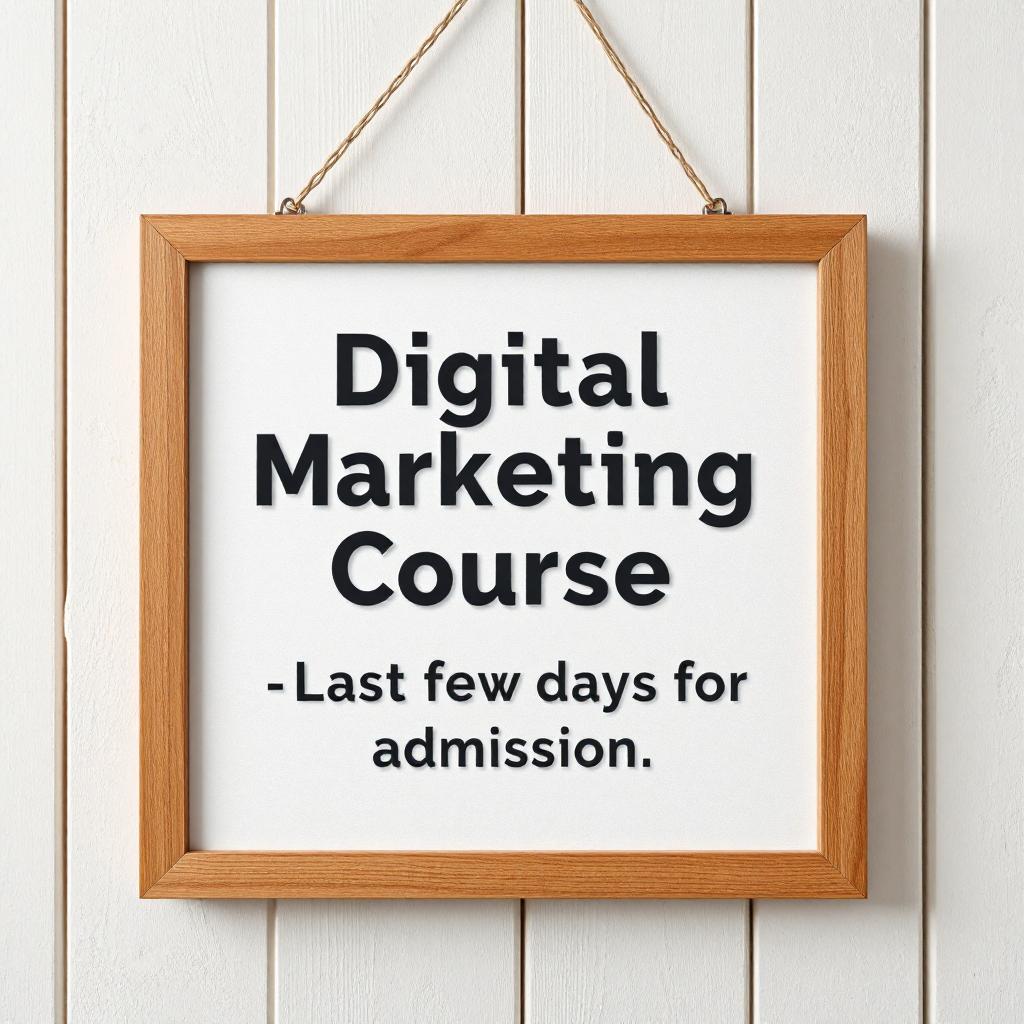 Digital
Marketing
Course
-Last few days for
admission.